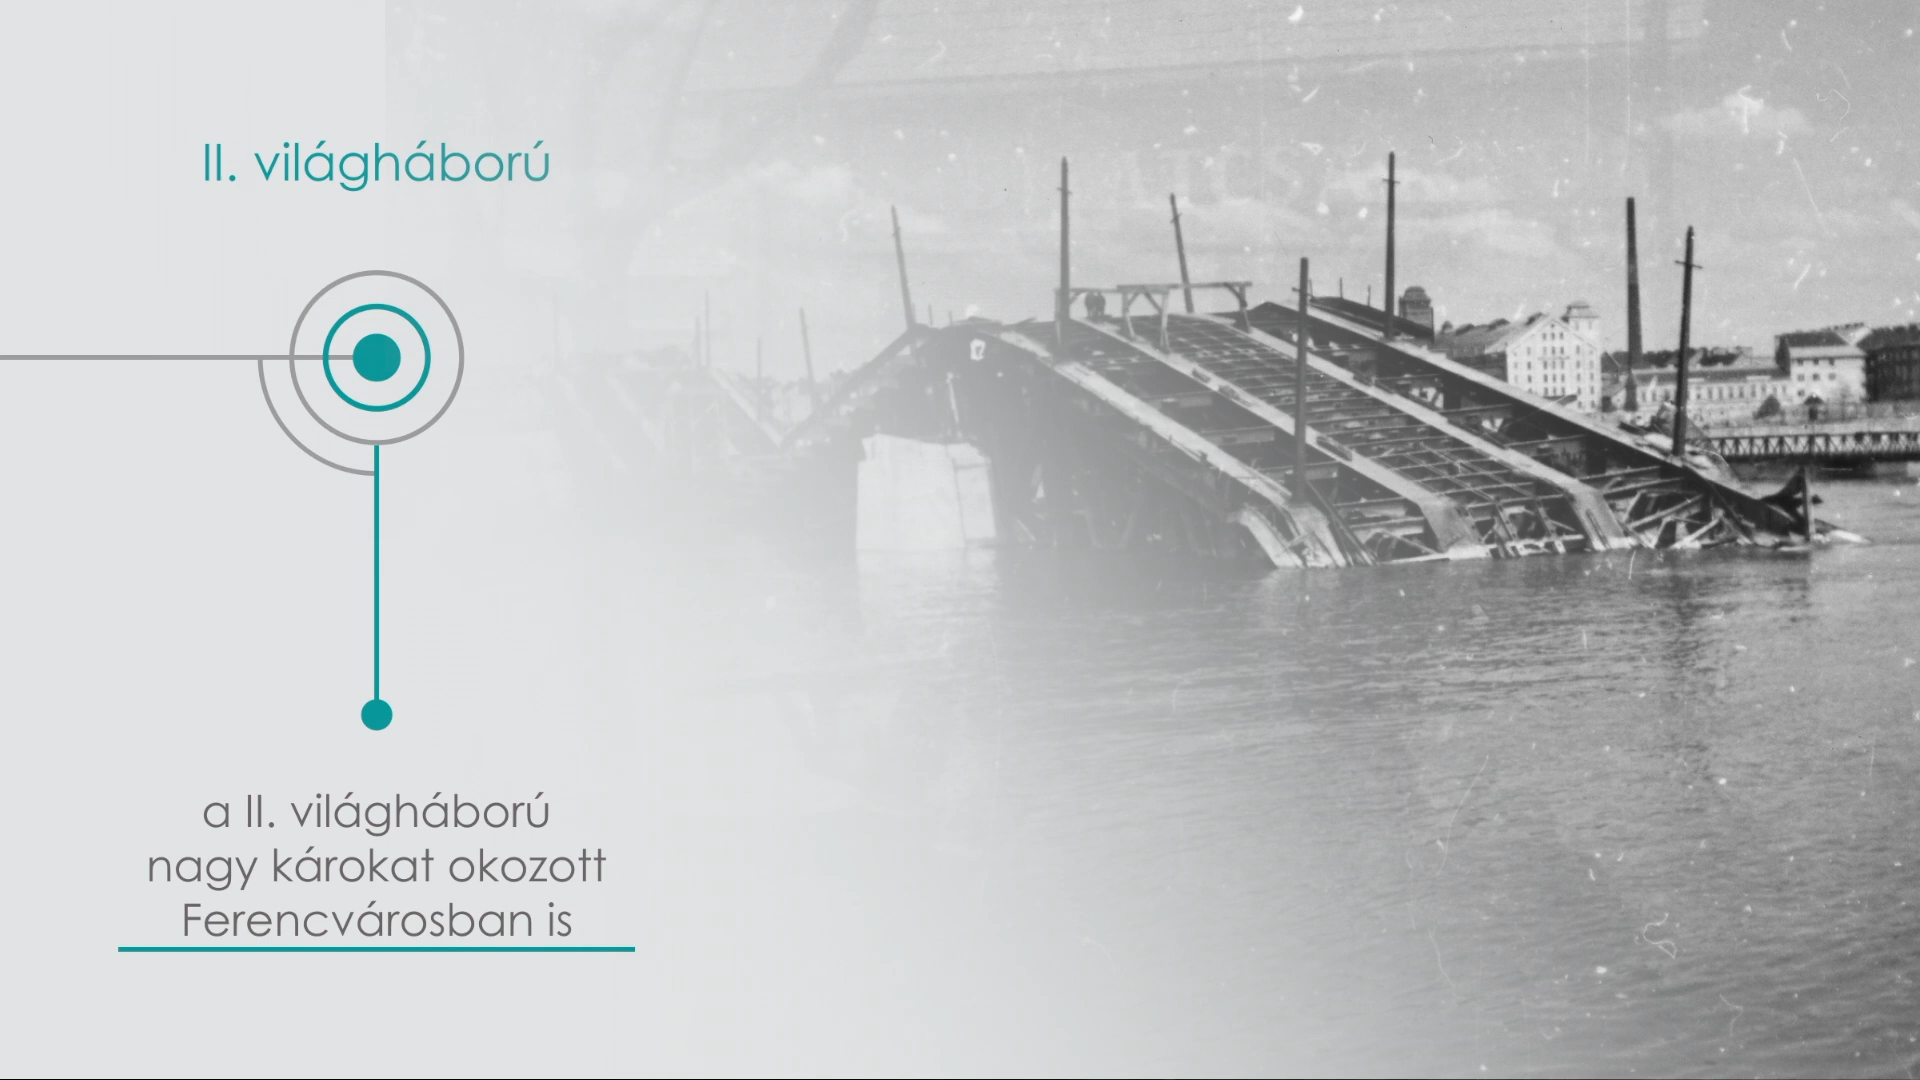 II. világháború
a II. világháború
nagy károkat okozott
Ferencvárosban is